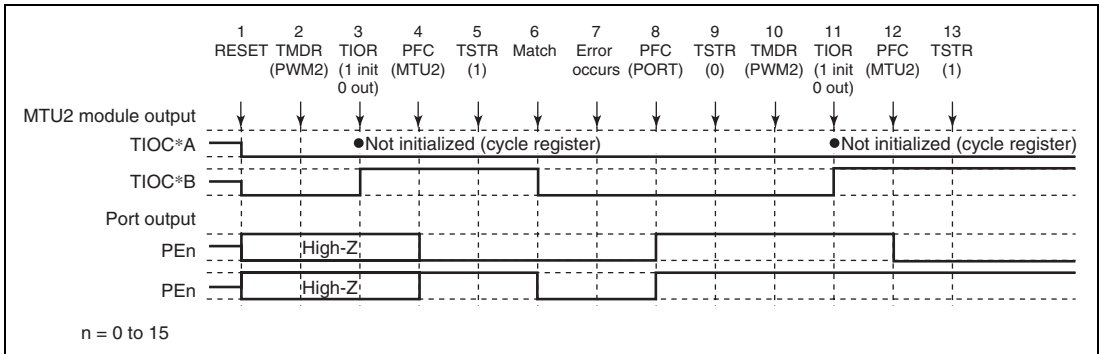 1 2 3 4 5 6 7 8 9 10 11 12 13
RESET TMDR TIOR PFC TSTR Match Error PFC TSTR TMDR TIOR PFC TSTR
(PWM2) (1 init (MTU2) (1) occurs (PORT) (0) (PWM2) (1 init (MTU2) (1)
0 out) 0 out)
MTU2 module output
TIOC*A ●Not initialized (cycle register) ●Not initialized (cycle register)
TIOC*B
Port output
PEn High-Z
PEn High-Z
n = 0 to 15